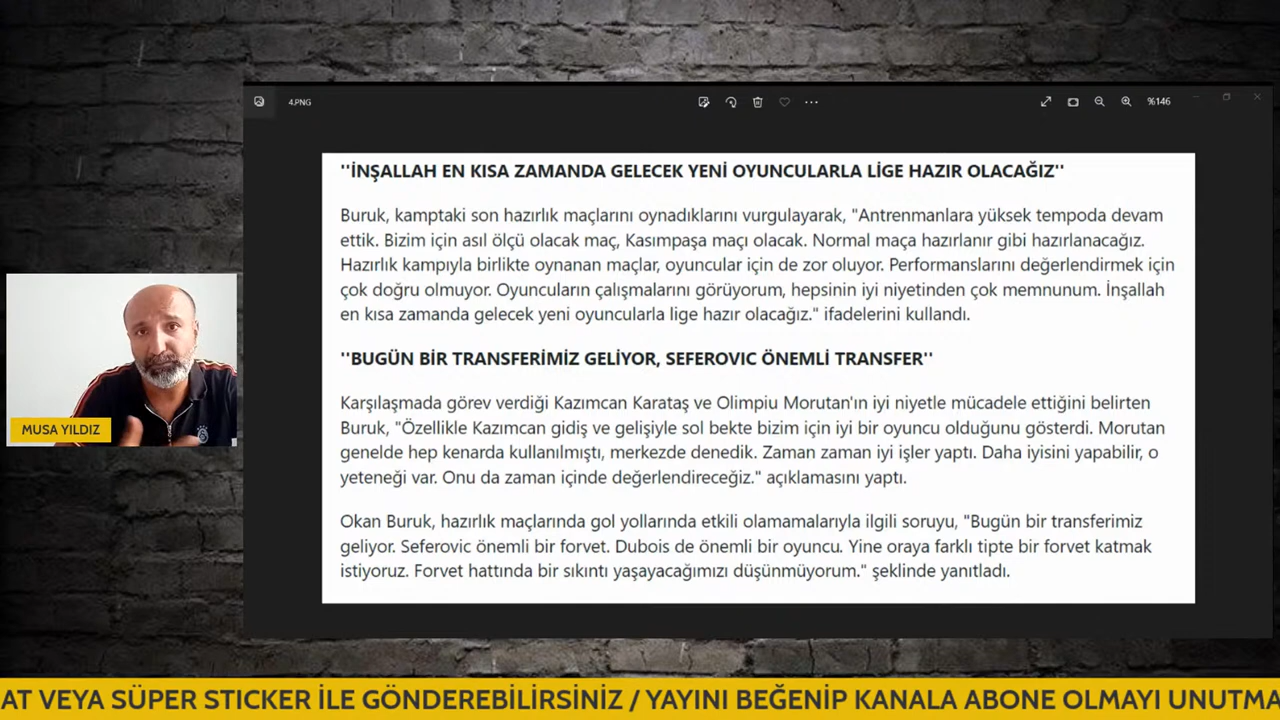 4.PNG
%146
''İNŞALLAH EN KISA ZAMANDA GELECEK YENİ OYUNCULARLA LİGE HAZIR OLACAĞIZ''
Buruk, kamptaki son hazırlık maçlarını oynadıklarını vurgulayarak, "Antrenmanlara yüksek tempoda devam
ettik. Bizim için asıl ölçü olacak maç, Kasımpaşa maçı olacak. Normal maça hazırlanır gibi hazırlanacağız.
Hazırlık kampıyla birlikte oynanan maçlar, oyuncular için de zor oluyor. Performanslarını değerlendirmek için
çok doğru olmuyor. Oyuncuların çalışmalarını görüyorum, hepsinin iyi niyetinden çok memnunum. İnşallah
en kısa zamanda gelecek yeni oyuncularla lige hazır olacağız." ifadelerini kullandı.
''BUGÜN BİR TRANSFERİMİZ GELİYOR, SEFEROVIC ÖNEMLİ TRANSFER''
Karşılaşmada görev verdiği Kazımcan Karataş ve Olimpiu Morutan'ın iyi niyetle mücadele ettiğini belirten
Buruk, "Özellikle Kazımcan gidiş ve gelişiyle sol bekte bizim için iyi bir oyuncu olduğunu gösterdi. Morutan
genelde hep kenarda kullanılmıştı, merkezde denedik. Zaman zaman iyi işler yaptı. Daha iyisini yapabilir, o
yeteneği var. Onu da zaman içinde değerlendireceğiz." açıklamasını yaptı.
Okan Buruk, hazırlık maçlarında gol yollarında etkili olamamalarıyla ilgili soruyu, "Bugün bir transferimiz
geliyor. Seferovic önemli bir forvet. Dubois de önemli bir oyuncu. Yine oraya farklı tipte bir forvet katmak
istiyoruz. Forvet hattında bir sıkıntı yaşayacağımızı düşünmüyorum." şeklinde yanıtladı.
MUSA YILDIZ
AT VEYA SÜPER STICKER İLE GÖNDEREBİLİRSİNİZ / YAYINI BEĞENİP KANALA ABONE OLMAYI UNUTMA